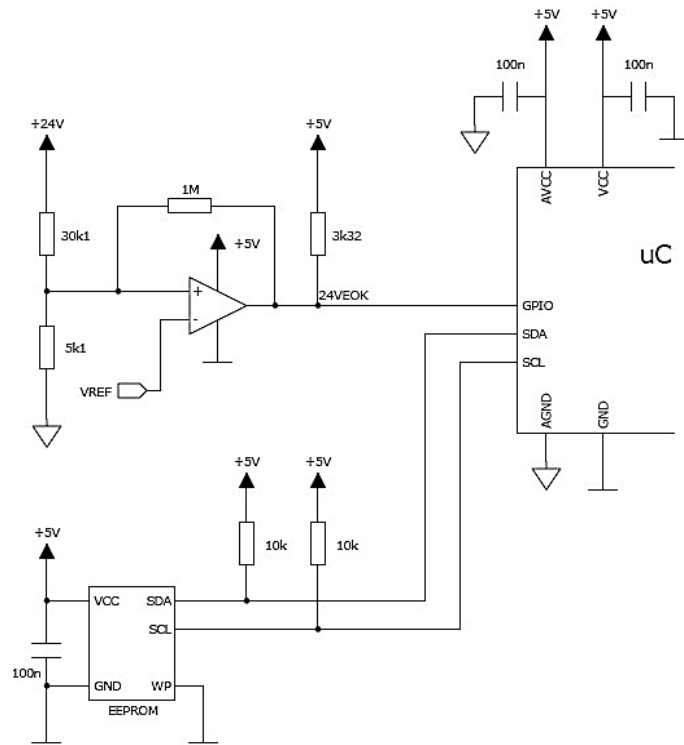 +5V
+5V
100n
100n
+24V
+5V
1M
AVCC
VCC
30k1
+5V
3k32
uC
+
24VEOK
GPIO
-
SDA
5k1
SCL
VREF
AGND
GND
+5V
+5V
+5V
10k
10k
VCC
SDA
SCL
100n
GND
WP
EEPROM